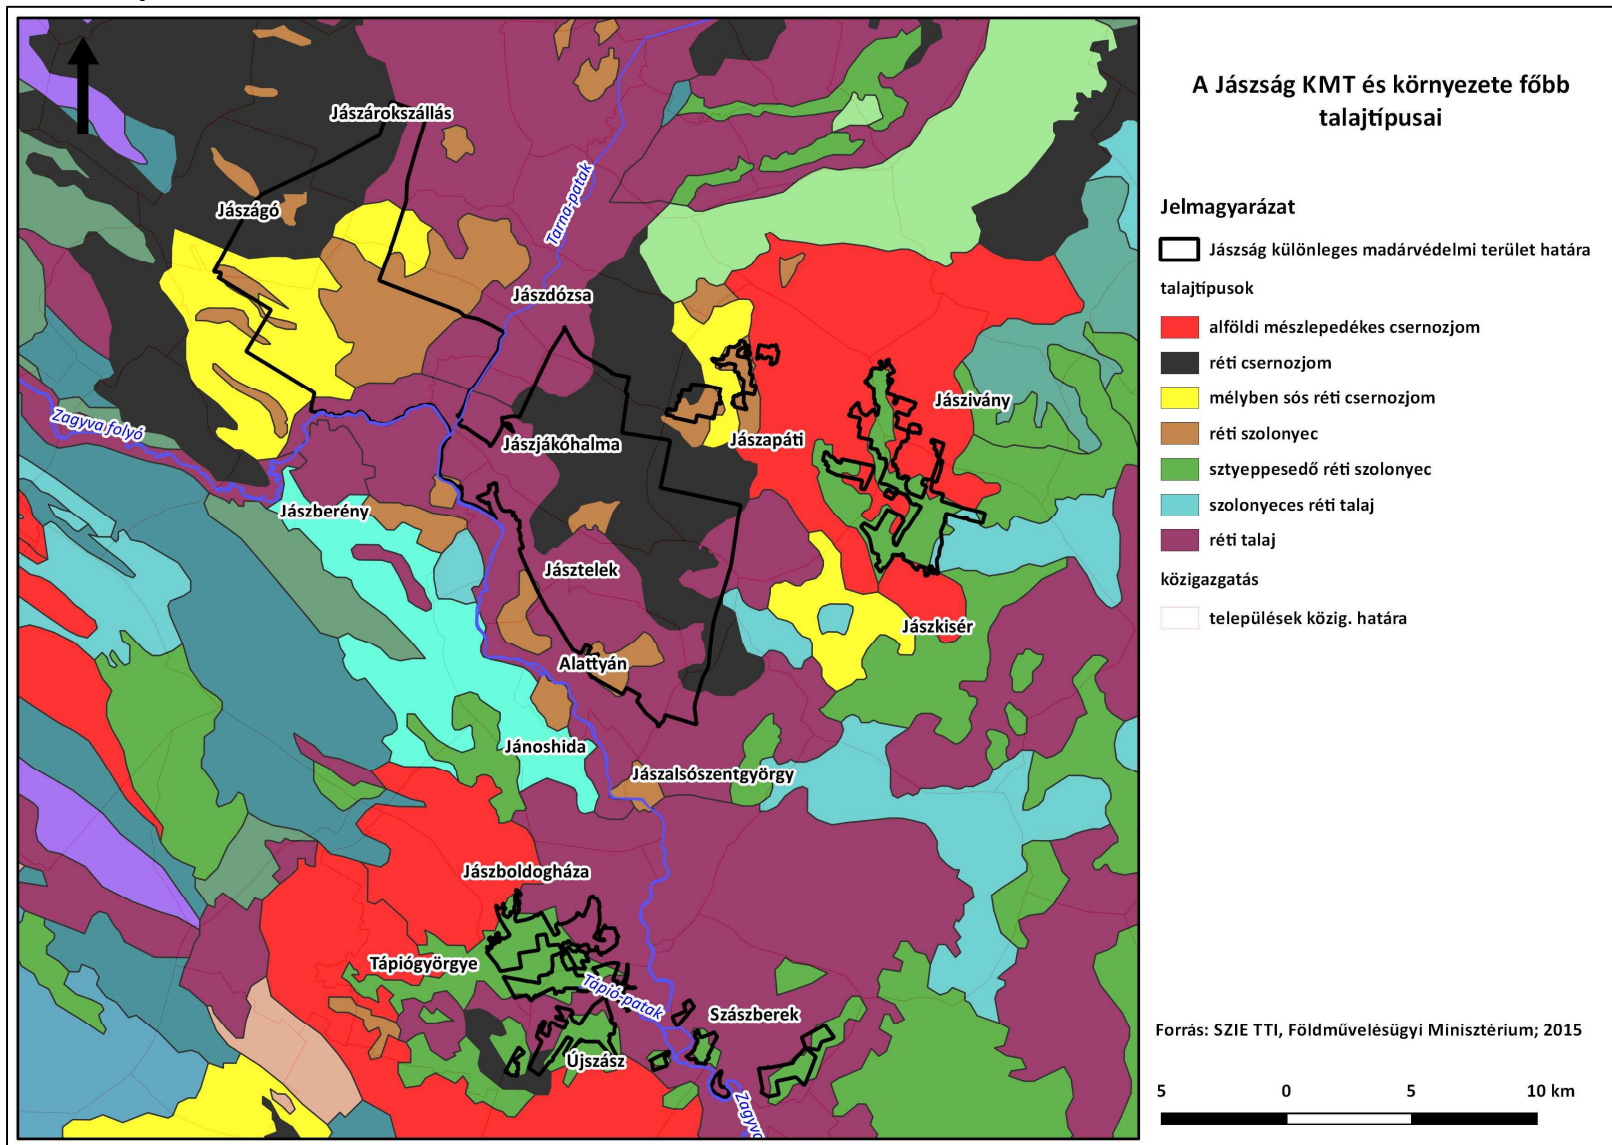 A Jászság KMT és környezete főbb
talajtípusai
Jelmagyarázat
Jászság különleges madárvédelmi terület határa
talajtípusok
alföldi mészlepedékes csernozjom
réti csernozjom
mélyben sós réti csernozjom
réti szolonyec
sztyeppesedő réti szolonyec
szolonyeces réti talaj
réti talaj
közigazgatás
települések közig. határa
Forrás: SZIE TTI, Földművelésügyi Minisztérium; 2015
5 0 5 10 km
Jászárokszállás
Jászágó
Tarna-patak
Jászdózsa
Jászivány
Zagyva folyó
Jászjákóhalma
Jászapáti
Jászberény
Jásztelek
Jászkisér
Alattyán
Jánoshida
Jászalsószentgyörgy
Jászboldogháza
Tápiógyörgye
Tápió-patak
Szászberek
Újszász
Zagyva